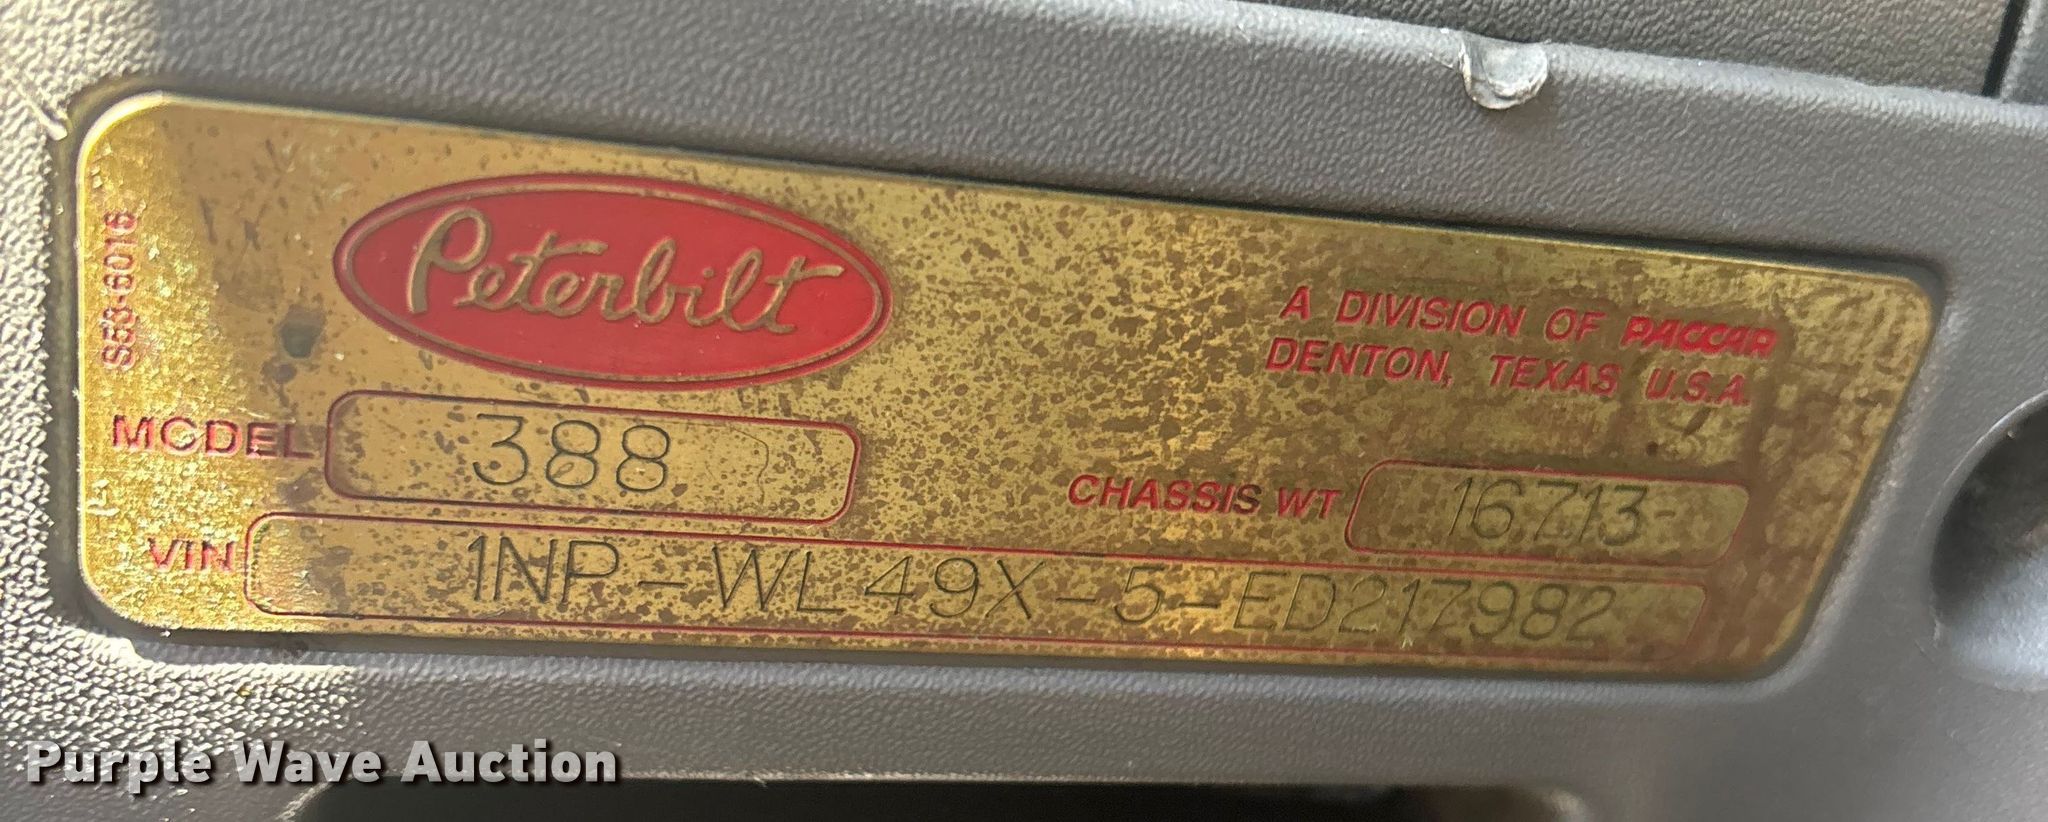 S53-6016
Peterbilt
A DIVISION OF PACCAR
DENTON, TEXAS U.S.A.
MODEL 388
CHASSIS WT 16713-
VIN 1NP-WL49X-5-ED217982
Purple Wave Auction